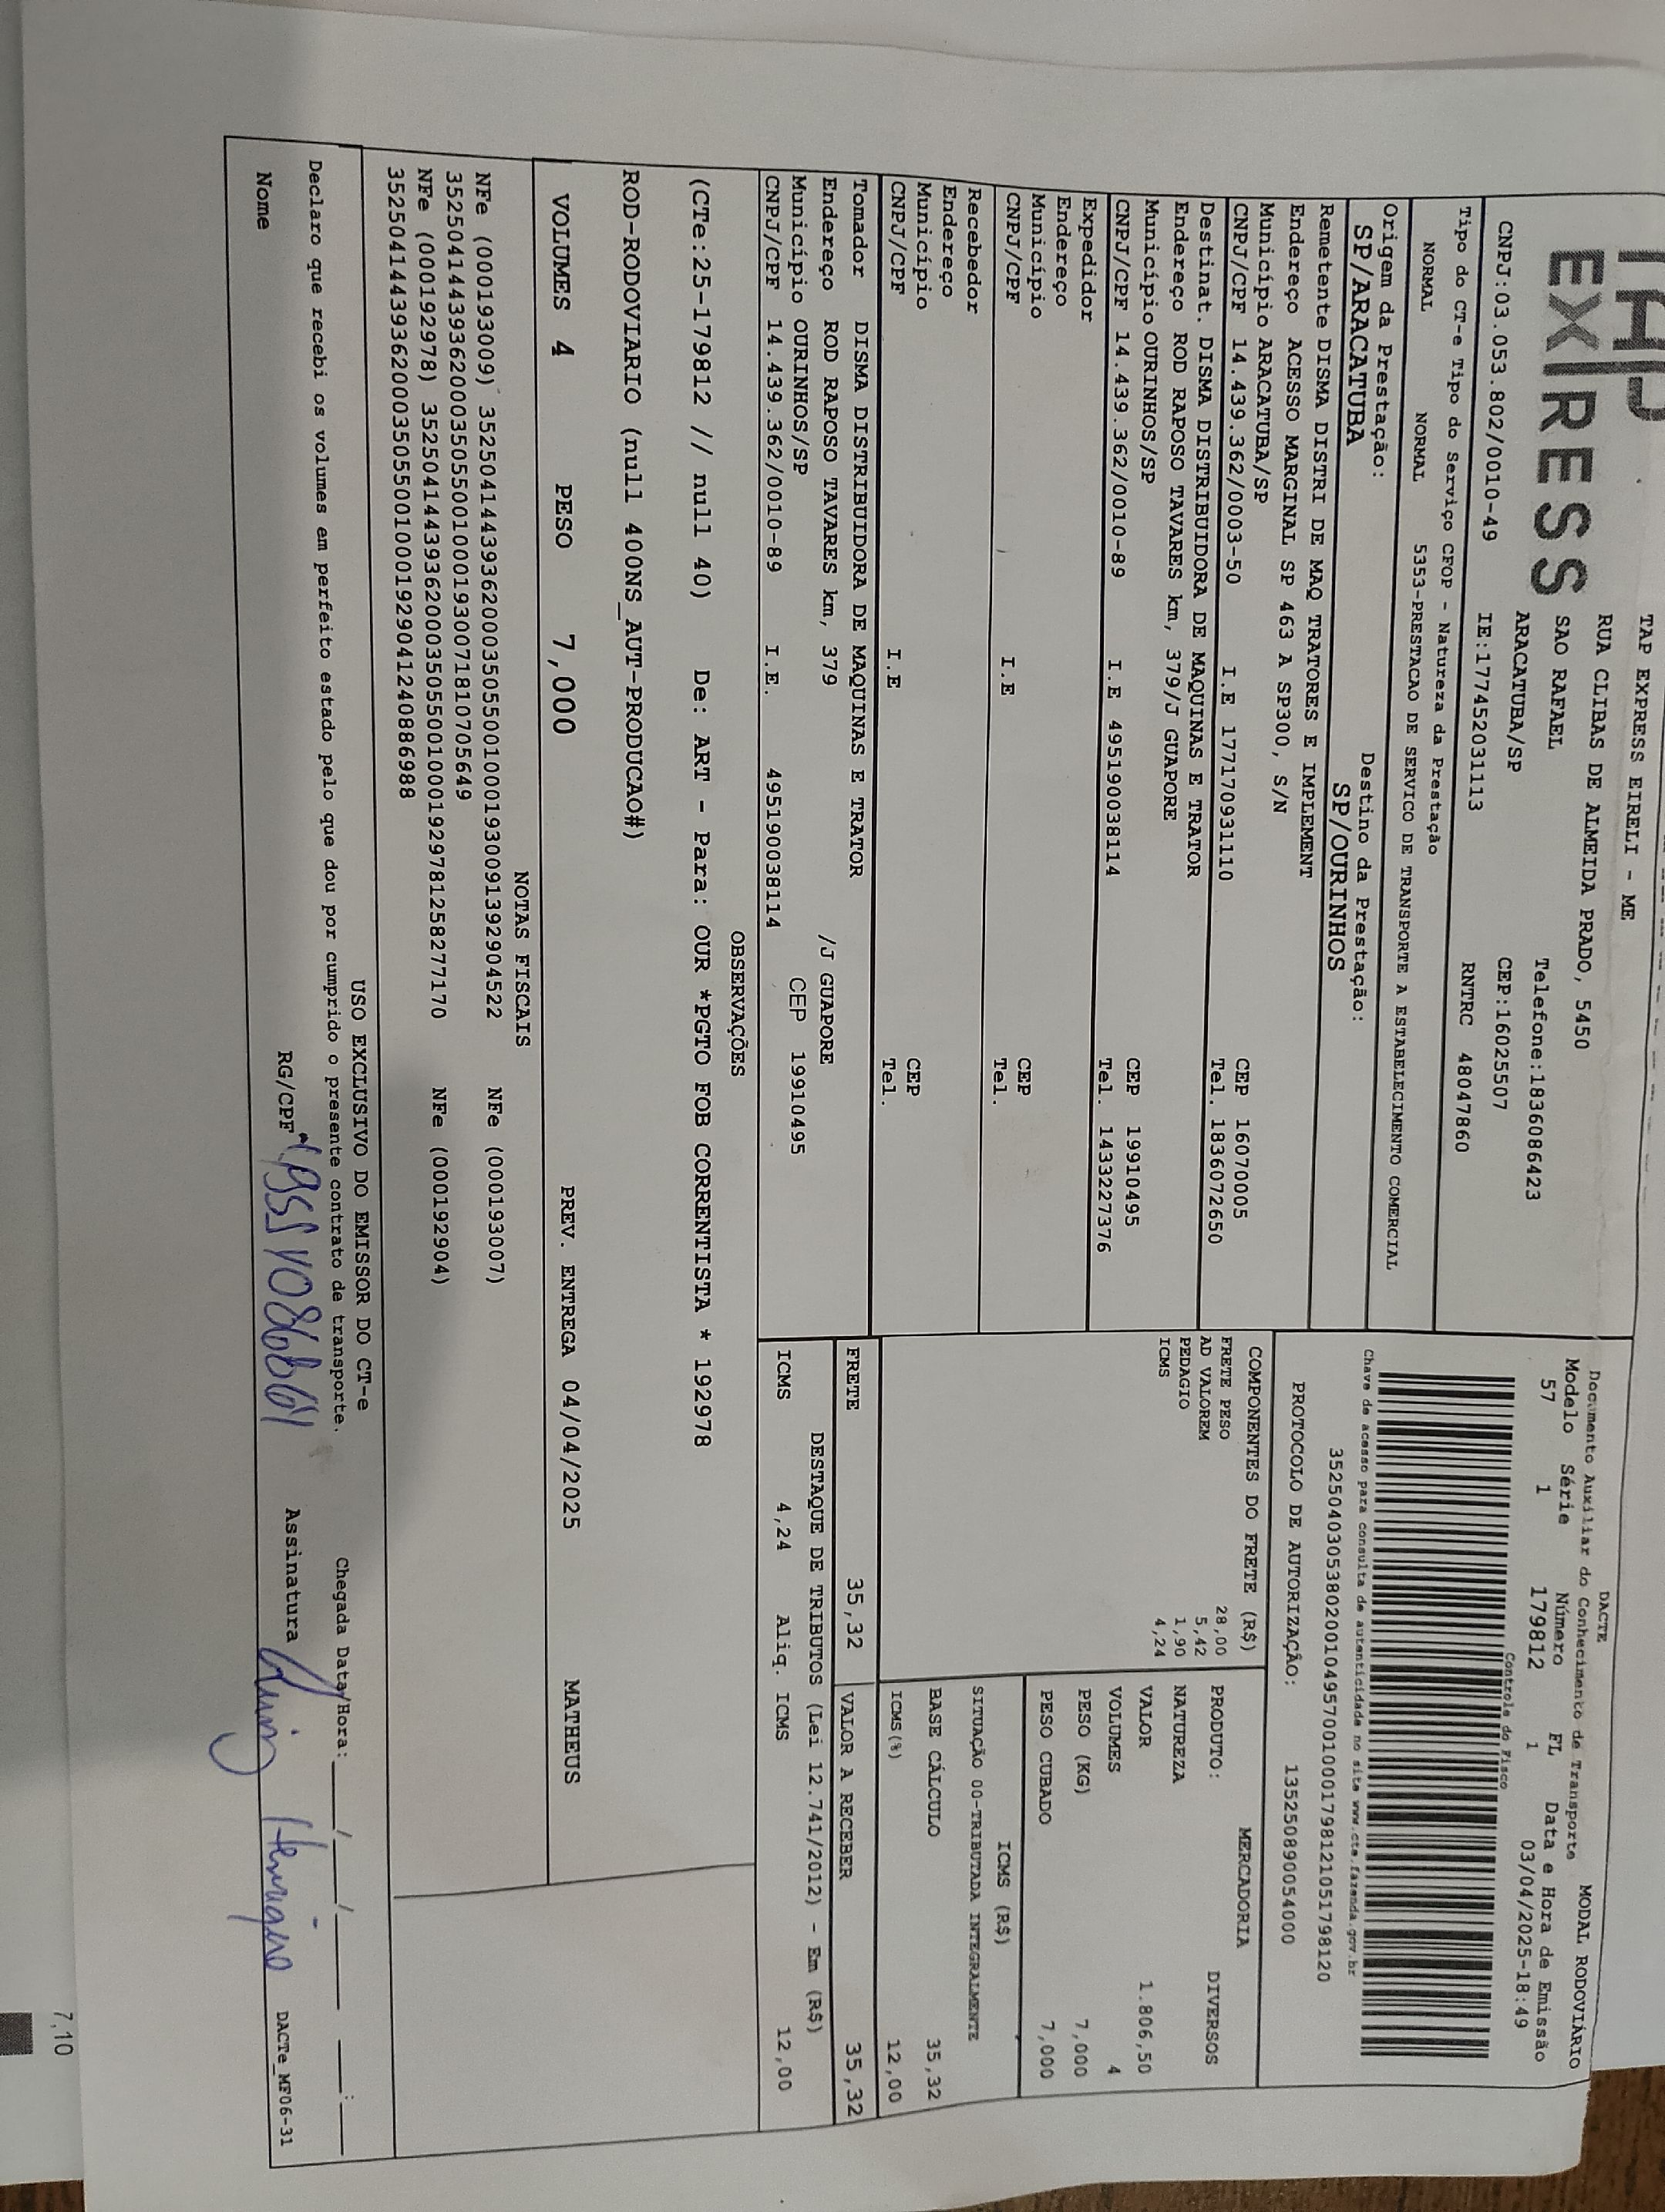 TAP
EXPRESS
TAP EXPRESS EIRELI - ME
RUA CLIBAS DE ALMEIDA PRADO, 5450
SAO RAFAEL Telefone:1836086423
ARACATUBA/SP CEP:16025507
CNPJ:03.053.802/0010-49 IE:177452031113 RNTRC 48047860
DACTE
Documento Auxiliar do Conhecimento de Transporte MODAL RODOVIÁRIO
Modelo Série Número FL Data e Hora de Emissão
57 1 179812 1 03/04/2025-18:49
Controle do Fisco
Chave de acesso para consulta de autenticidade no site www.cte.fazenda.gov.br
35250403053802001049570010001798121051798120
PROTOCOLO DE AUTORIZAÇÃO: 135250890054000
Tipo do CT-e Tipo do Serviço CFOP - Natureza da Prestação
NORMAL NORMAL 5353-PRESTACAO DE SERVICO DE TRANSPORTE A ESTABELECIMENTO COMERCIAL
Origem da Prestação: Destino da Prestação:
SP/ARACATUBA SP/OURINHOS
Remetente DISMA DISTRI DE MAQ TRATORES E IMPLEMENT
Endereço ACESSO MARGINAL SP 463 A SP300, S/N
Município ARACATUBA/SP CEP 16070005
CNPJ/CPF 14.439.362/0003-50 I.E 177170931110 Tel. 1836072650
Destinat. DISMA DISTRIBUIDORA DE MAQUINAS E TRATOR
Endereço ROD RAPOSO TAVARES km, 379/J GUAPORE
Município OURINHOS/SP CEP 19910495
CNPJ/CPF 14.439.362/0010-89 I.E 495190038114 Tel. 1433227376
Expedidor
Endereço
Município CEP
CNPJ/CPF I.E Tel.
Recebedor
Endereço
Município CEP
CNPJ/CPF I.E Tel.
COMPONENTES DO FRETE (R$)
FRETE PESO 28,00
AD VALOREM 5,42
PEDAGIO 1,90
ICMS 4,24
MERCADORIA
PRODUTO: DIVERSOS
NATUREZA
VALOR 1.806,50
VOLUMES 4
PESO (KG) 7,000
PESO CUBADO 7,000
ICMS (R$)
SITUAÇÃO 00-TRIBUTADA INTEGRALMENTE
BASE CÁLCULO 35,32
ICMS(%) 12,00
Tomador DISMA DISTRIBUIDORA DE MAQUINAS E TRATOR
Endereço ROD RAPOSO TAVARES km, 379 /J GUAPORE
Município OURINHOS/SP CEP 19910495
CNPJ/CPF 14.439.362/0010-89 I.E. 495190038114
FRETE 35,32 VALOR A RECEBER 35,32
DESTAQUE DE TRIBUTOS (Lei 12.741/2012) - Em (R$)
ICMS 4,24 Aliq. ICMS 12,00
OBSERVAÇÕES
(CTe:25-179812 // null 40) De: ART - Para: OUR *PGTO FOB CORRENTISTA * 192978
ROD-RODOVIARIO (null 400NS_AUT-PRODUCAO#)
VOLUMES 4 PESO 7,000 PREV. ENTREGA 04/04/2025 MATHEUS
NOTAS FISCAIS
NFe (000193009) 35250414439362000350550010001930091392904522 NFe (000193007)
35250414439362000350550010001930071810705649
NFe (000192978) 35250414439362000350550010001929781258277170 NFe (000192904)
35250414439362000350550010001929041240886988
USO EXCLUSIVO DO EMISSOR DO CT-e
Declaro que recebi os volumes em perfeito estado pelo que dou por cumprido o presente contrato de transporte. Chegada Data/Hora: ___/___/_____ ___:___
Nome RG/CPF Assinatura Henrique DACTe_MF06-31
7,10